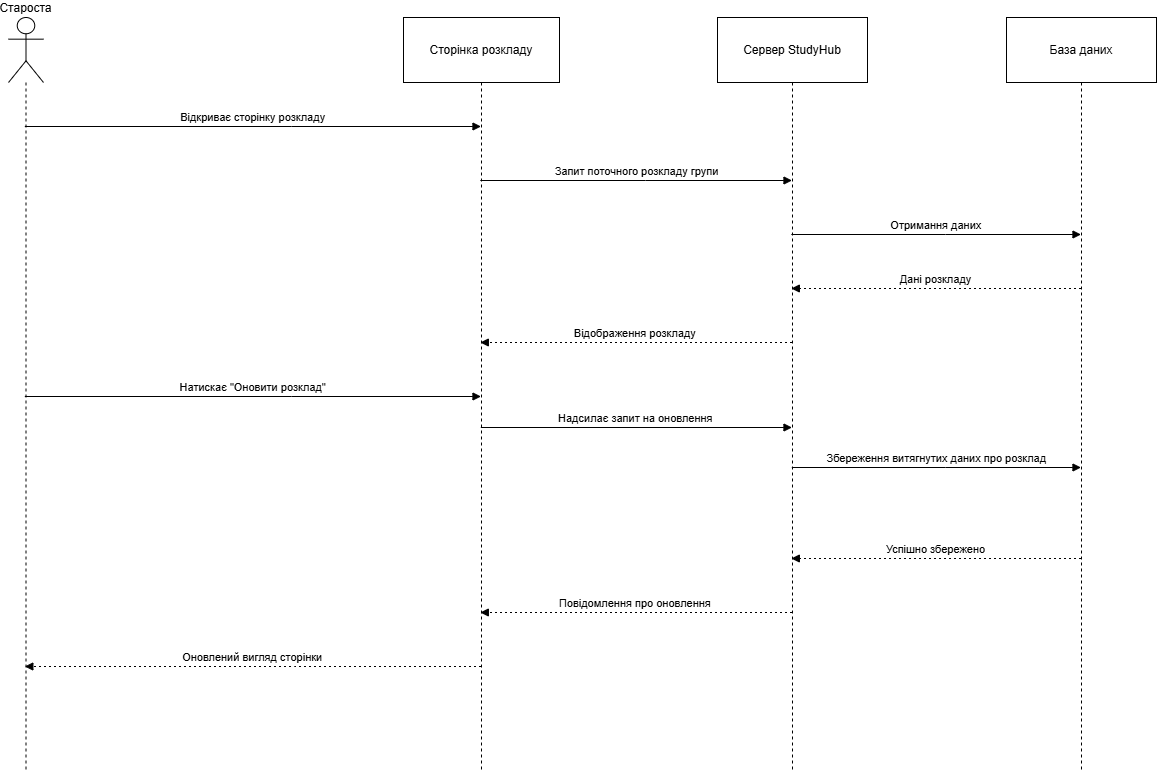 Староста
Сторінка розкладу
Сервер StudyHub
База даних
Відкриває сторінку розкладу
Запит поточного розкладу групи
Отримання даних
Дані розкладу
Відображення розкладу
Натискає "Оновити розклад"
Надсилає запит на оновлення
Збереження витягнутих даних про розклад
Успішно збережено
Повідомлення про оновлення
Оновлений вигляд сторінки